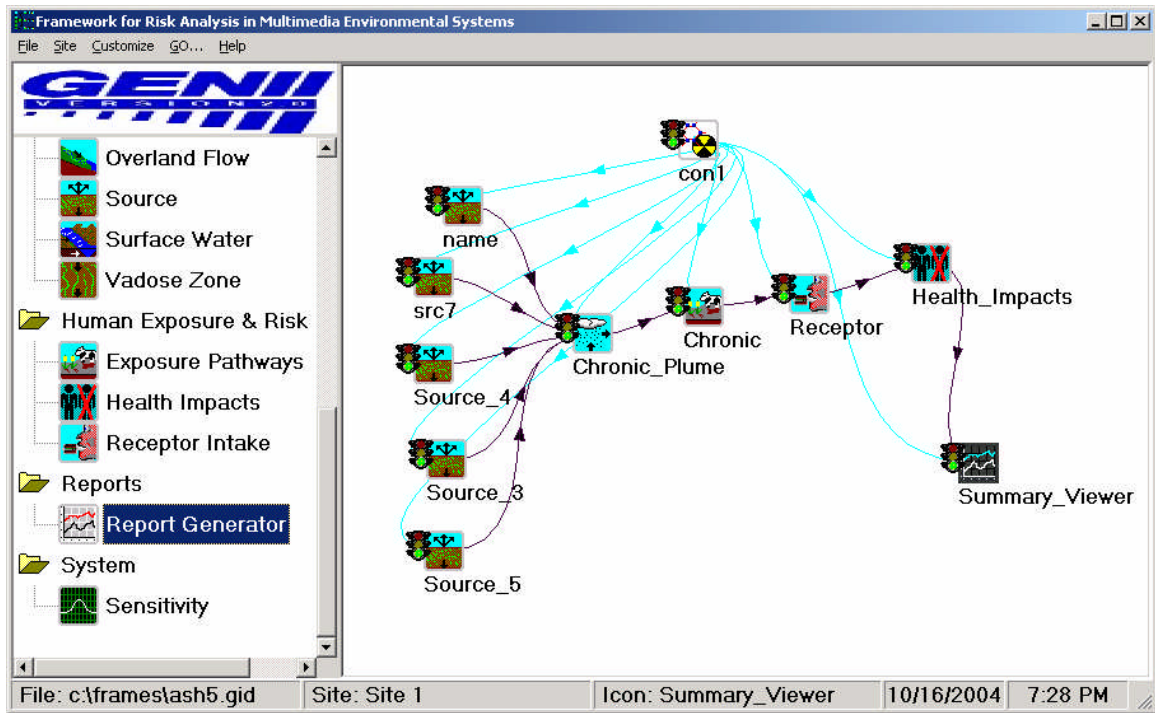 Framework for Risk Analysis in Multimedia Environmental Systems
File Site Customize GO... Help
GENII
VERSION 2.0
Overland Flow
Source
Surface Water
Vadose Zone
Human Exposure & Risk
Exposure Pathways
Health Impacts
Receptor Intake
Reports
Report Generator
System
Sensitivity
con1
name
src7
Source_4
Source_3
Source_5
Chronic_Plume
Chronic
Receptor
Health_Impacts
Summary_Viewer
File: c:\frames\ash5.gid
Site: Site 1
Icon: Summary_Viewer
10/16/2004
7:28 PM